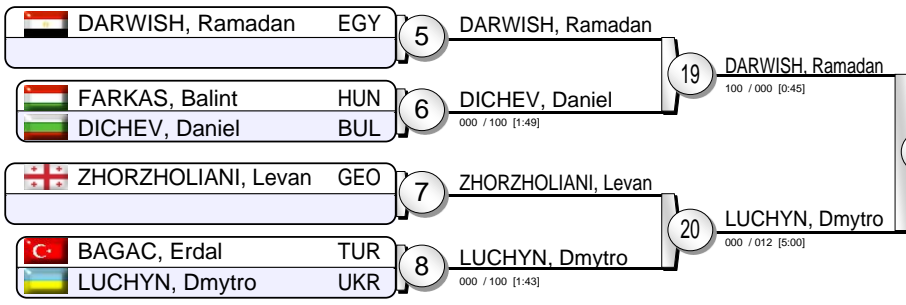 DARWISH, Ramadan EGY
5
DARWISH, Ramadan
FARKAS, Balint HUN
DICHEV, Daniel BUL
6
DICHEV, Daniel
000 / 100 [1:49]
19
DARWISH, Ramadan
100 / 000 [0:45]
ZHORZHOLIANI, Levan GEO
7
ZHORZHOLIANI, Levan
BAGAC, Erdal TUR
LUCHYN, Dmytro UKR
8
LUCHYN, Dmytro
000 / 100 [1:43]
20
LUCHYN, Dmytro
000 / 012 [5:00]